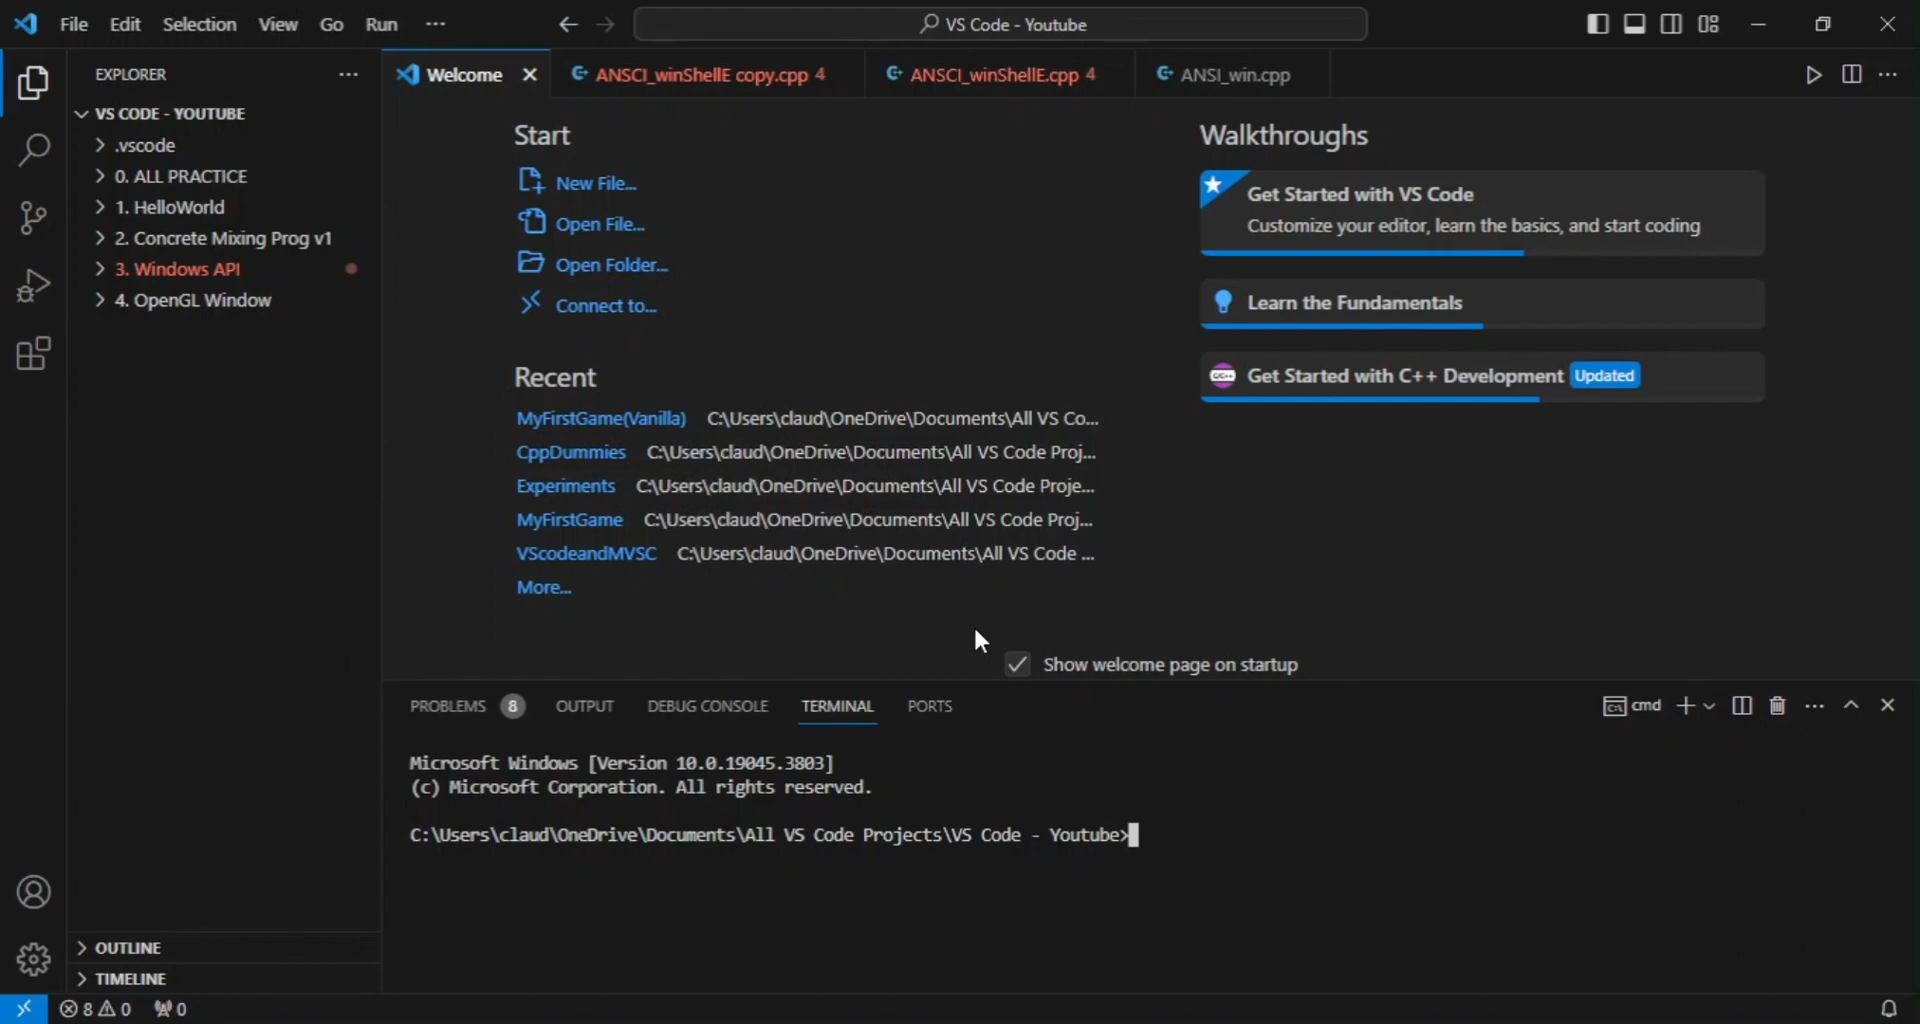 File Edit Selection View Go Run ··· VS Code - Youtube
EXPLORER ···
VS CODE - YOUTUBE
.vscode
0. ALL PRACTICE
1. HelloWorld
2. Concrete Mixing Prog v1
3. Windows API
4. OpenGL Window
OUTLINE
TIMELINE
Welcome ANSCI_winShellE copy.cpp 4 ANSCI_winShellE.cpp 4 ANSI_win.cpp
Start
New File...
Open File...
Open Folder...
Connect to...
Recent
MyFirstGame(Vanilla) C:\Users\claud\OneDrive\Documents\All VS Co...
CppDummies C:\Users\claud\OneDrive\Documents\All VS Code Proj...
Experiments C:\Users\claud\OneDrive\Documents\All VS Code Proje...
MyFirstGame C:\Users\claud\OneDrive\Documents\All VS Code Proj...
VScodeandMVSC C:\Users\claud\OneDrive\Documents\All VS Code ...
More...
Walkthroughs
Get Started with VS Code
Customize your editor, learn the basics, and start coding
Learn the Fundamentals
C/C++ Get Started with C++ Development Updated
Show welcome page on startup
PROBLEMS 8 OUTPUT DEBUG CONSOLE TERMINAL PORTS cmd
Microsoft Windows [Version 10.0.19045.3803]
(c) Microsoft Corporation. All rights reserved.
C:\Users\claud\OneDrive\Documents\All VS Code Projects\VS Code - Youtube>
8 0 0